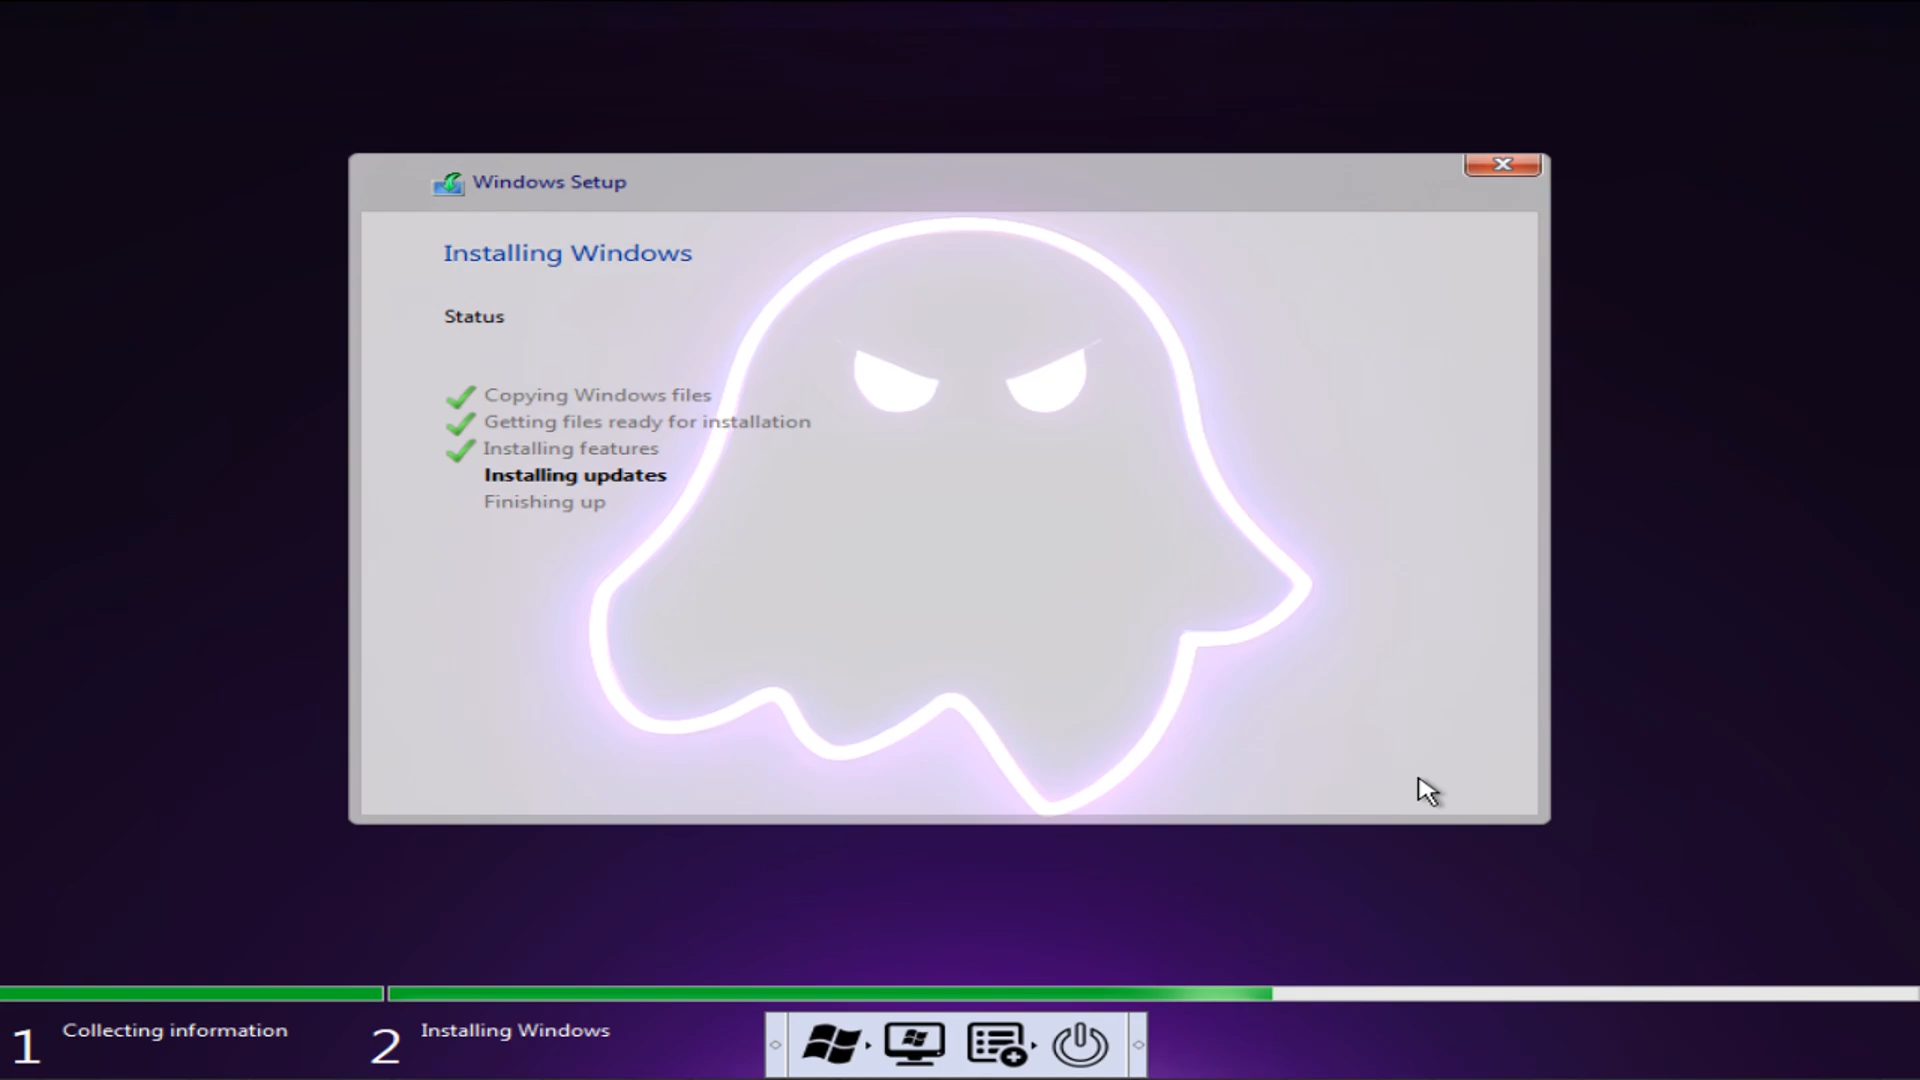 Windows Setup
Installing Windows
Status
Copying Windows files
Getting files ready for installation
Installing features
Installing updates
Finishing up
1 Collecting information
2 Installing Windows